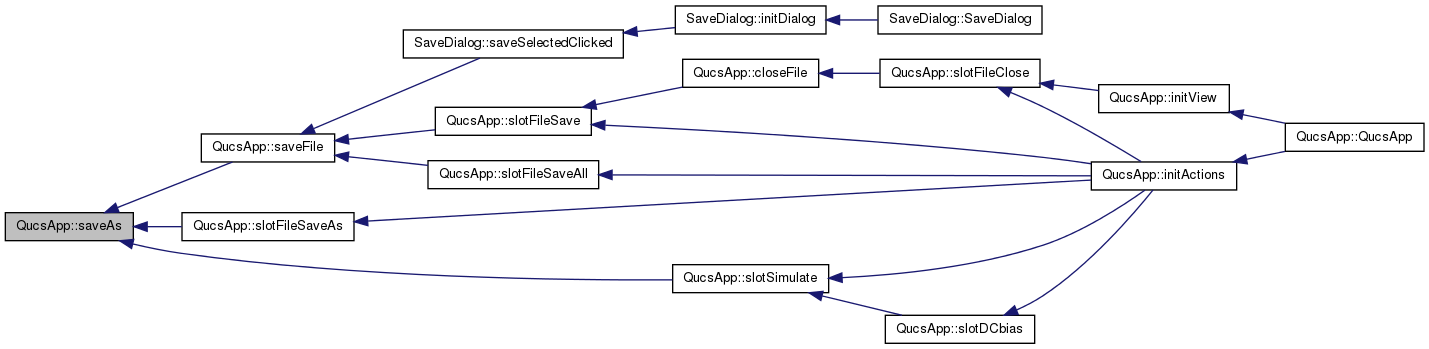 SaveDialog::initDialog
SaveDialog::SaveDialog
SaveDialog::saveSelectedClicked
QucsApp::closeFile
QucsApp::slotFileClose
QucsApp::initView
QucsApp::slotFileSave
QucsApp::QucsApp
QucsApp::saveFile
QucsApp::slotFileSaveAll
QucsApp::initActions
QucsApp::saveAs
QucsApp::slotFileSaveAs
QucsApp::slotSimulate
QucsApp::slotDCbias